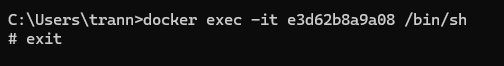 C:\Users\trann>docker exec -it e3d62b8a9a08 /bin/sh
# exit